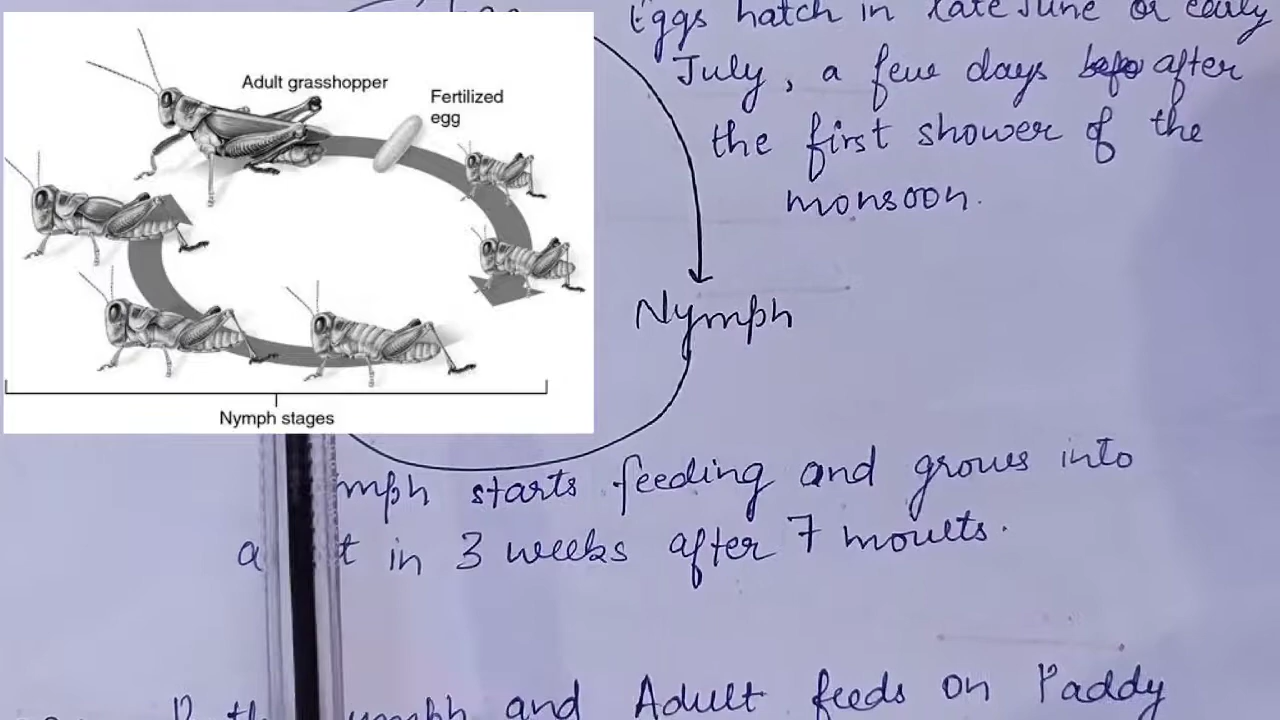 Adult grasshopper
Fertilized
egg
Nymph stages
Eggs hatch in late June or early
July, a few days after
the first shower of the
monsoon.
Nymph
starts feeding and grows into
in 3 weeks after 7 moults.
and Adult feeds on Paddy